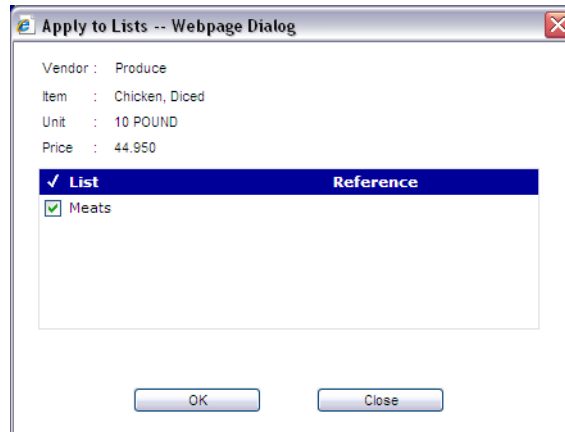 Apply to Lists -- Webpage Dialog
Vendor : Produce
Item : Chicken, Diced
Unit : 10 POUND
Price : 44.950
✓ List Reference
Meats
OK Close